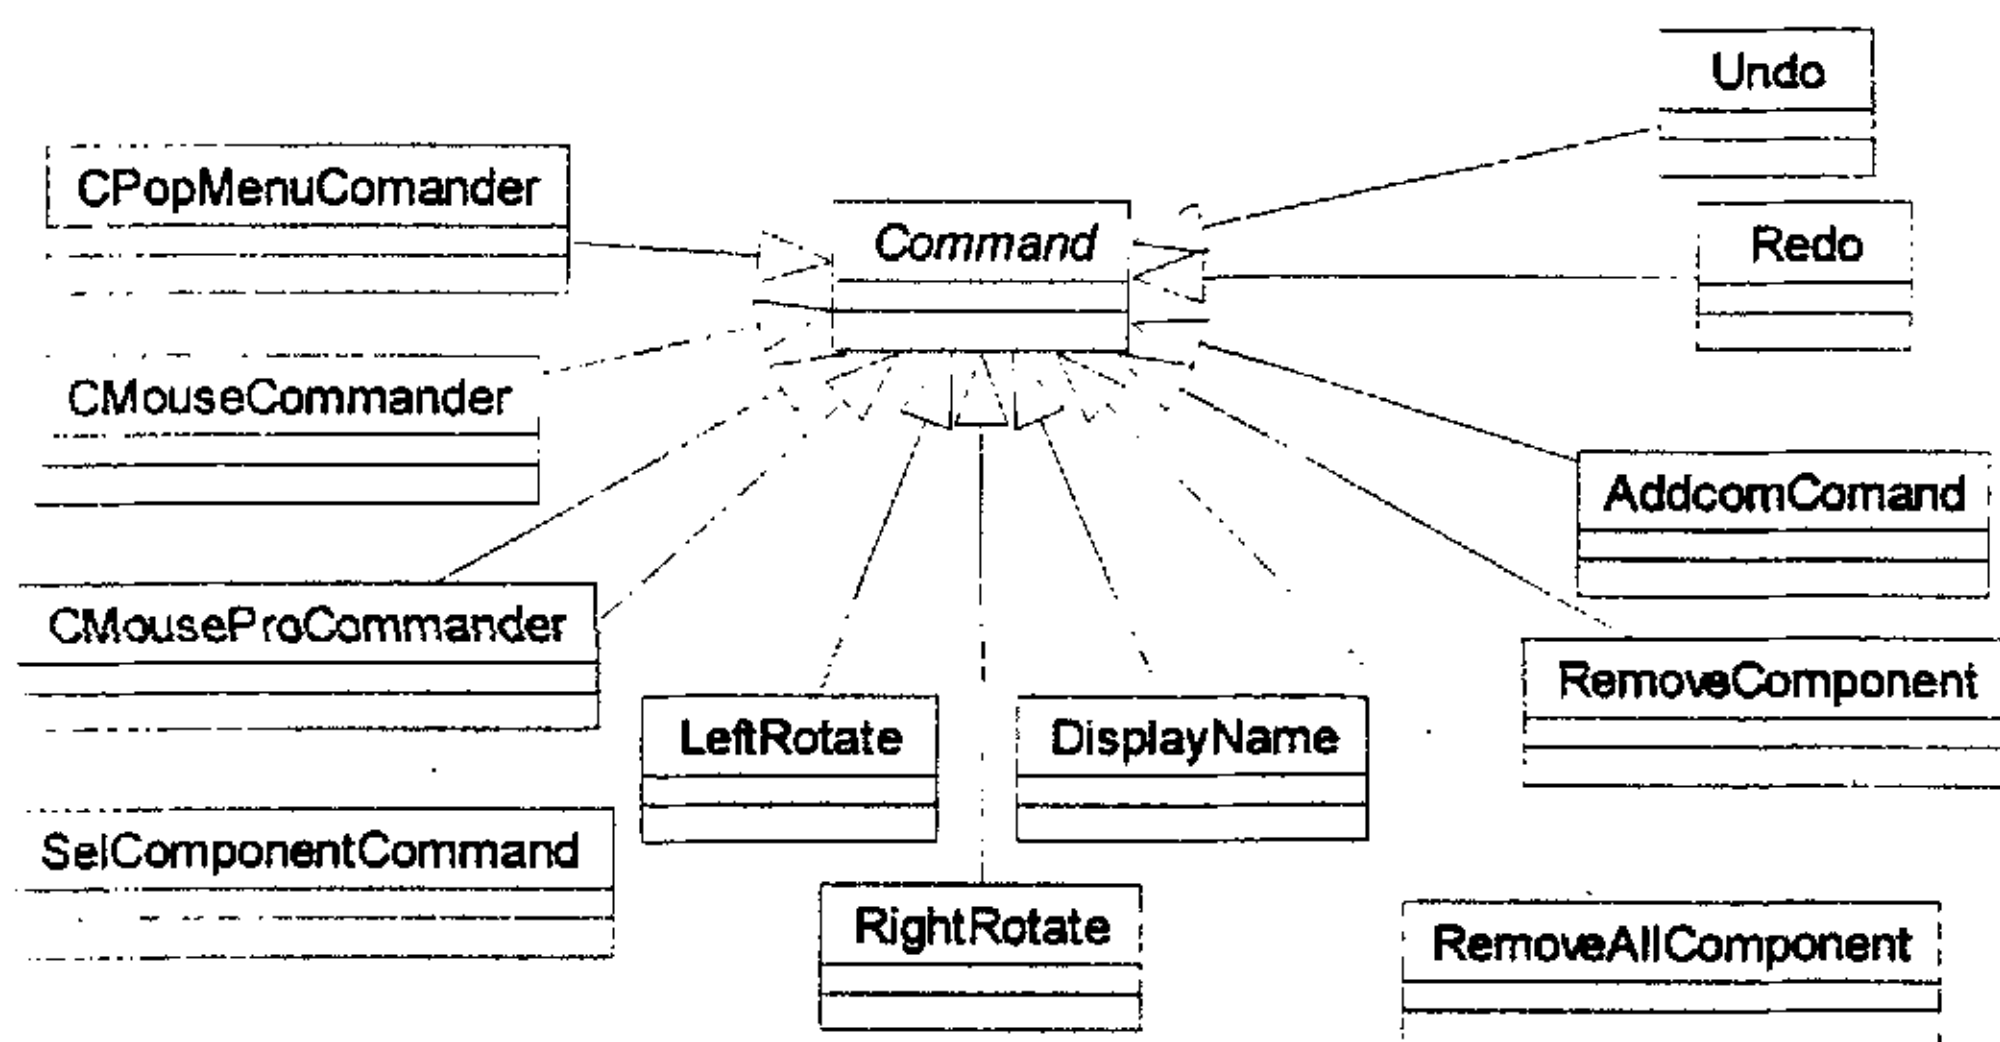 Undo
CPopMenuComander
Command
Redo
CMouseCommander
AddcomComand
CMouseProCommander
RemoveComponent
LeftRotate
DisplayName
SelComponentCommand
RightRotate
RemoveAllComponent